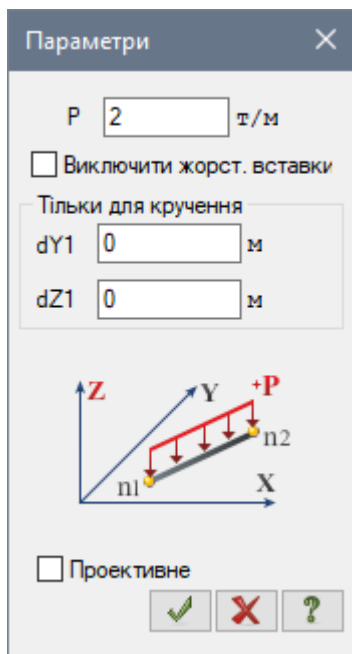 Параметри
P 2 т/м
Виключити жорст. вставки
Тільки для кручення
dY1 0 м
dZ1 0 м
Z Y +P
n2
n1 X
Проективне
?